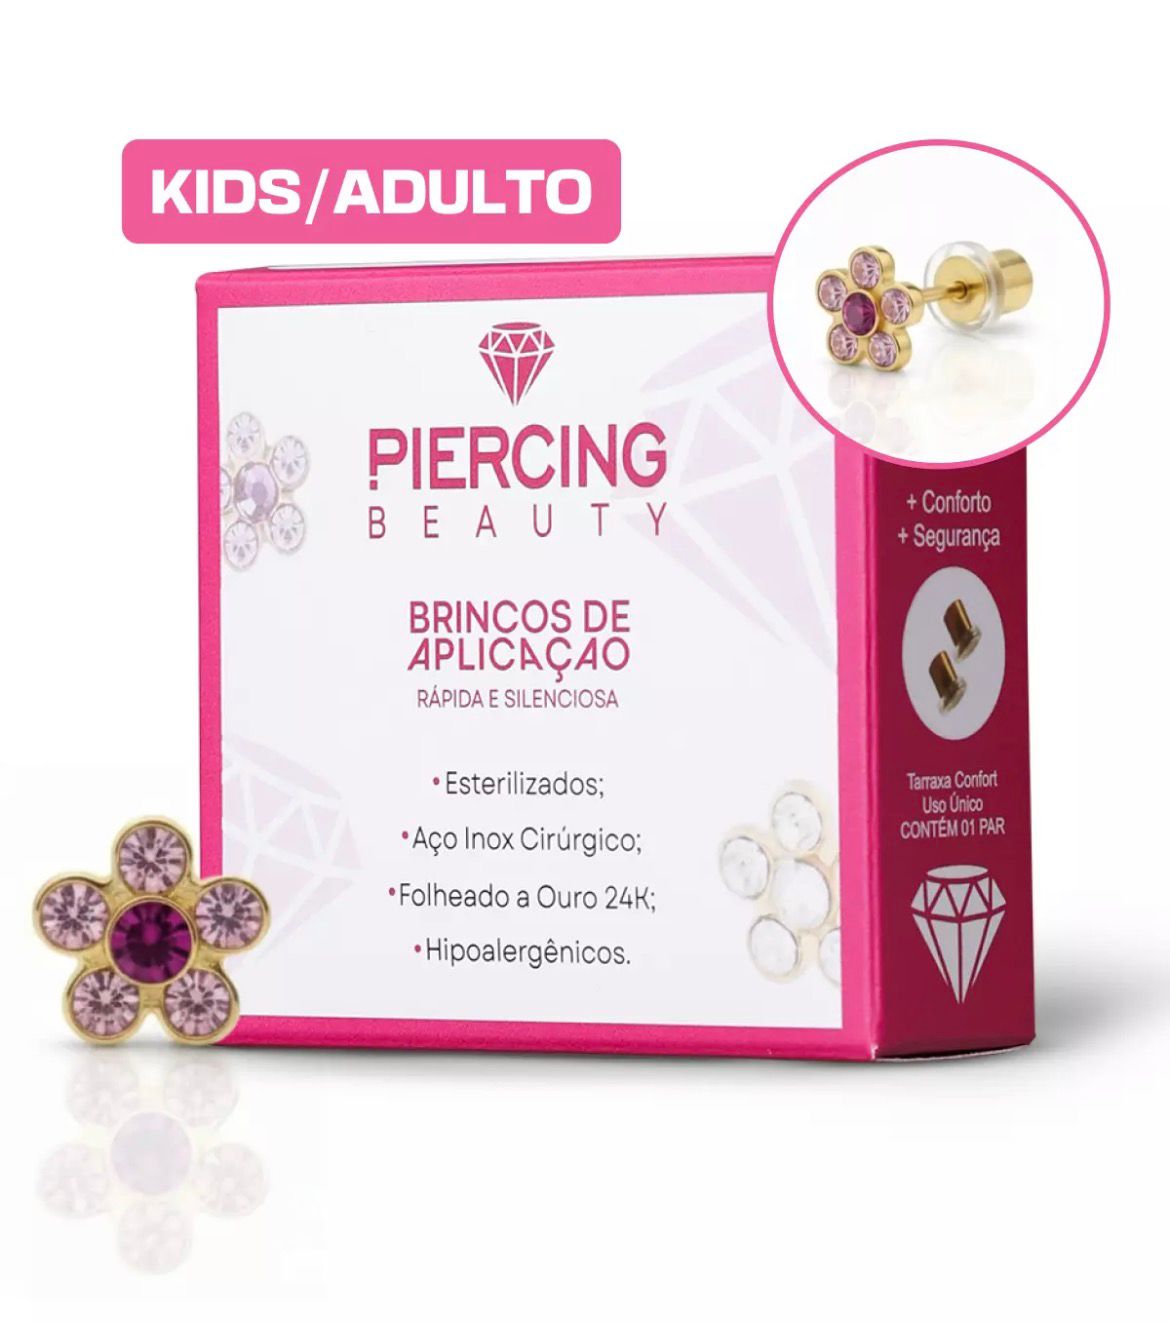 KIDS/ADULTO
PIERCING
BEAUTY
BRINCOS DE
APLICAÇAO
RÁPIDA E SILENCIOSA
•Esterilizados;
•Aço Inox Cirúrgico;
•Folheado a Ouro 24K;
•Hipoalergênicos.
+ Conforto
+ Segurança
Tarraxa Confort
Uso Único
CONTÉM 01 PAR